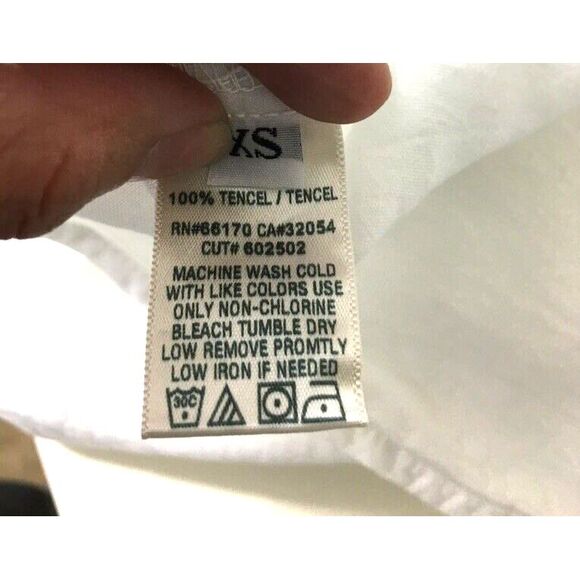 XS
100% TENCEL / TENCEL
RN#66170 CA#32054
CUT# 602502
MACHINE WASH COLD
WITH LIKE COLORS USE
ONLY NON-CHLORINE
BLEACH TUMBLE DRY
LOW REMOVE PROMTLY
LOW IRON IF NEEDED
30C